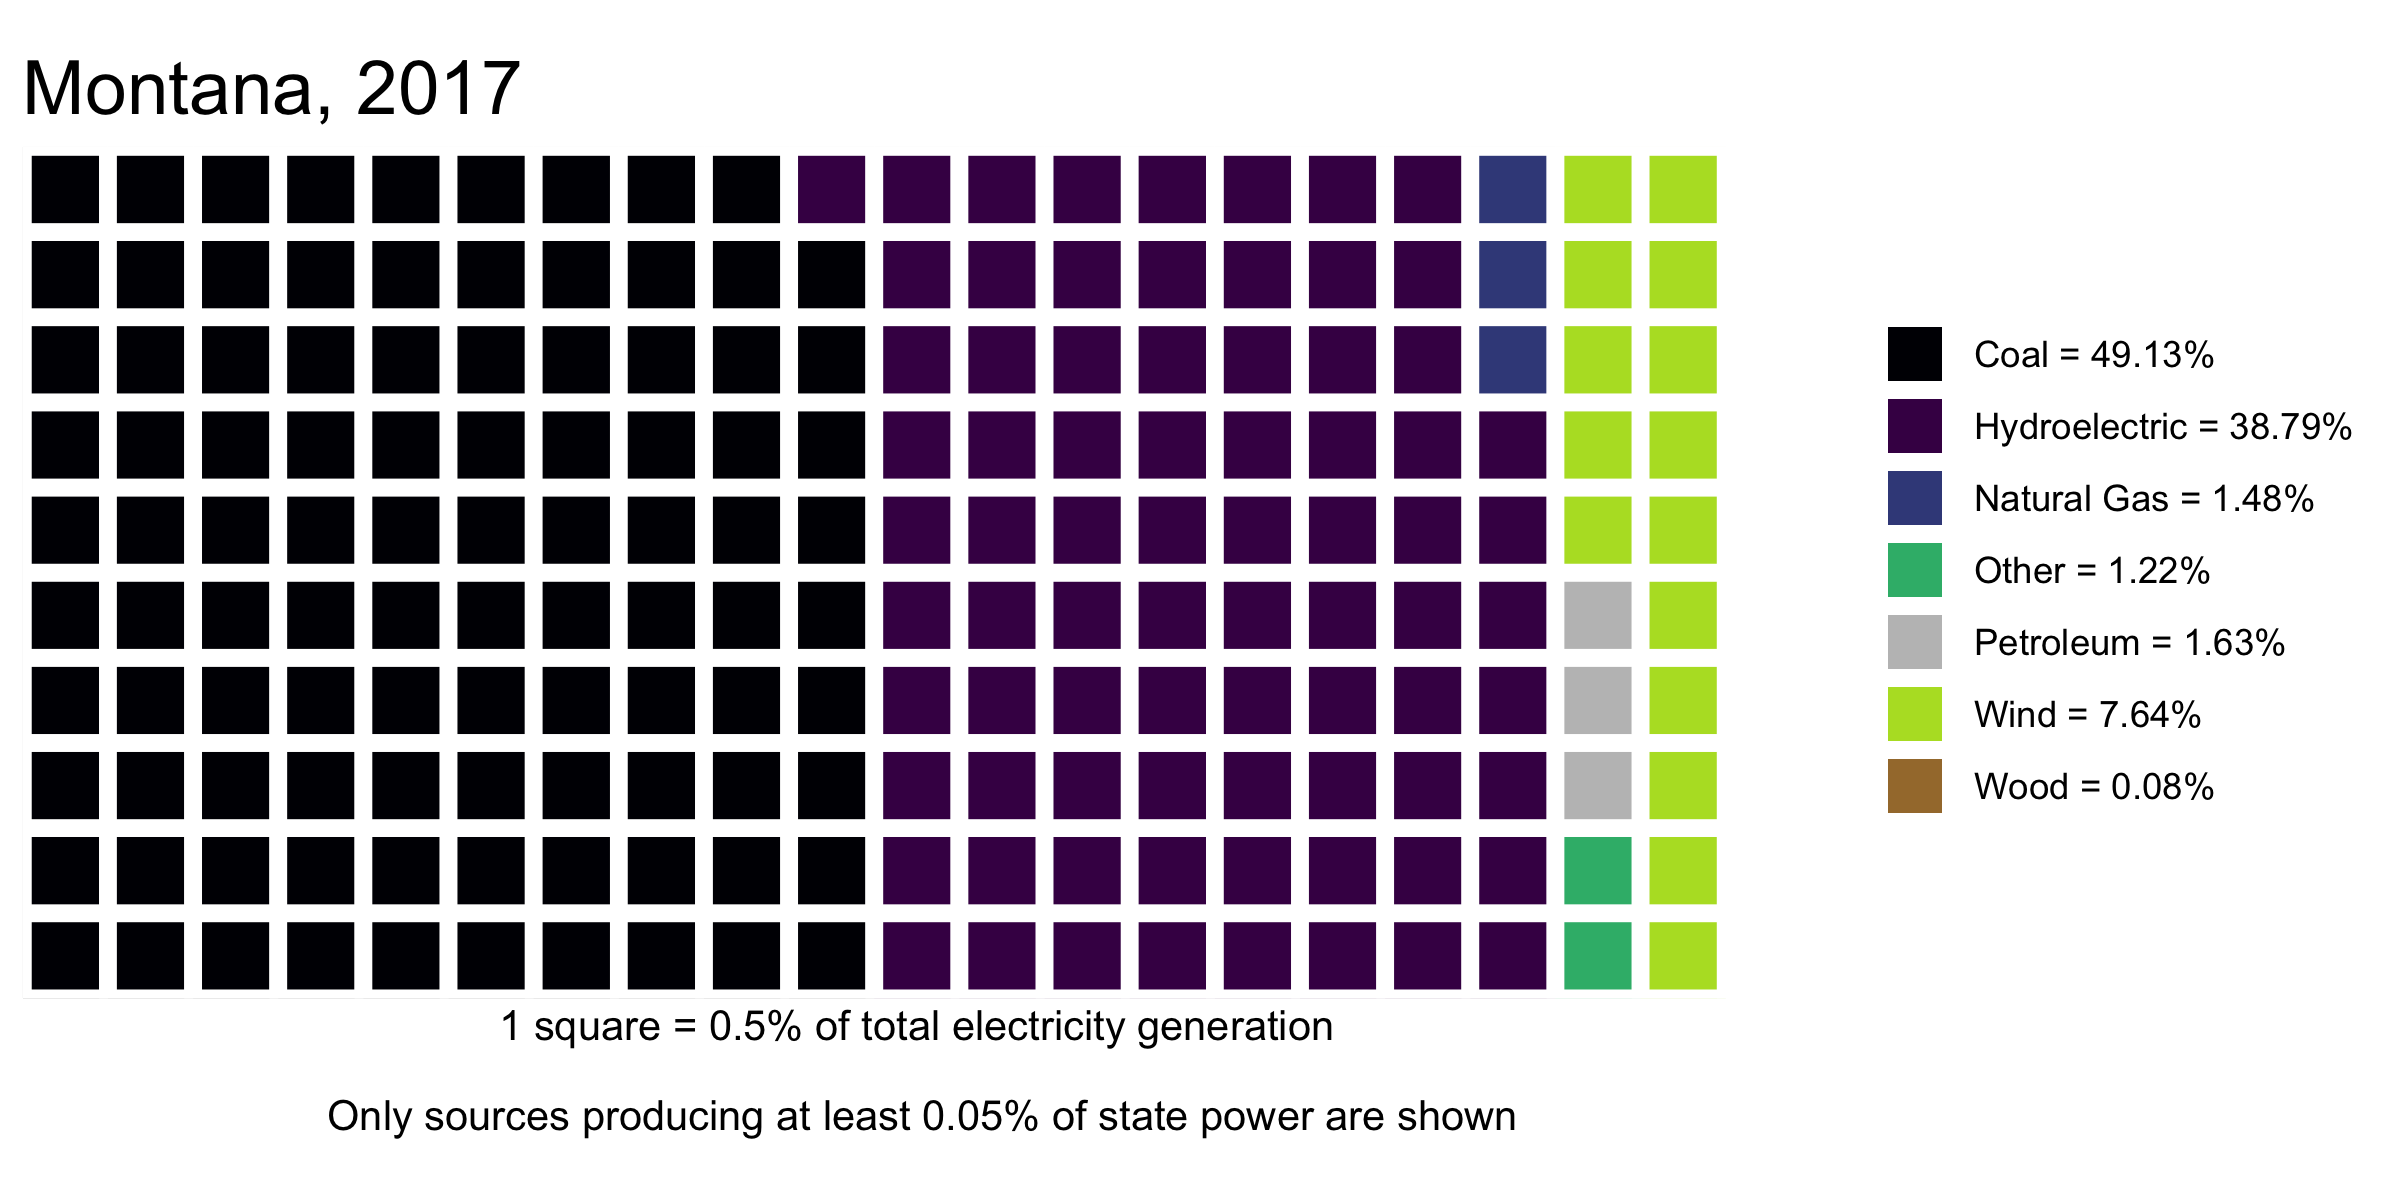 Montana, 2017
Coal = 49.13%
Hydroelectric = 38.79%
Natural Gas = 1.48%
Other = 1.22%
Petroleum = 1.63%
Wind = 7.64%
Wood = 0.08%
1 square = 0.5% of total electricity generation
Only sources producing at least 0.05% of state power are shown